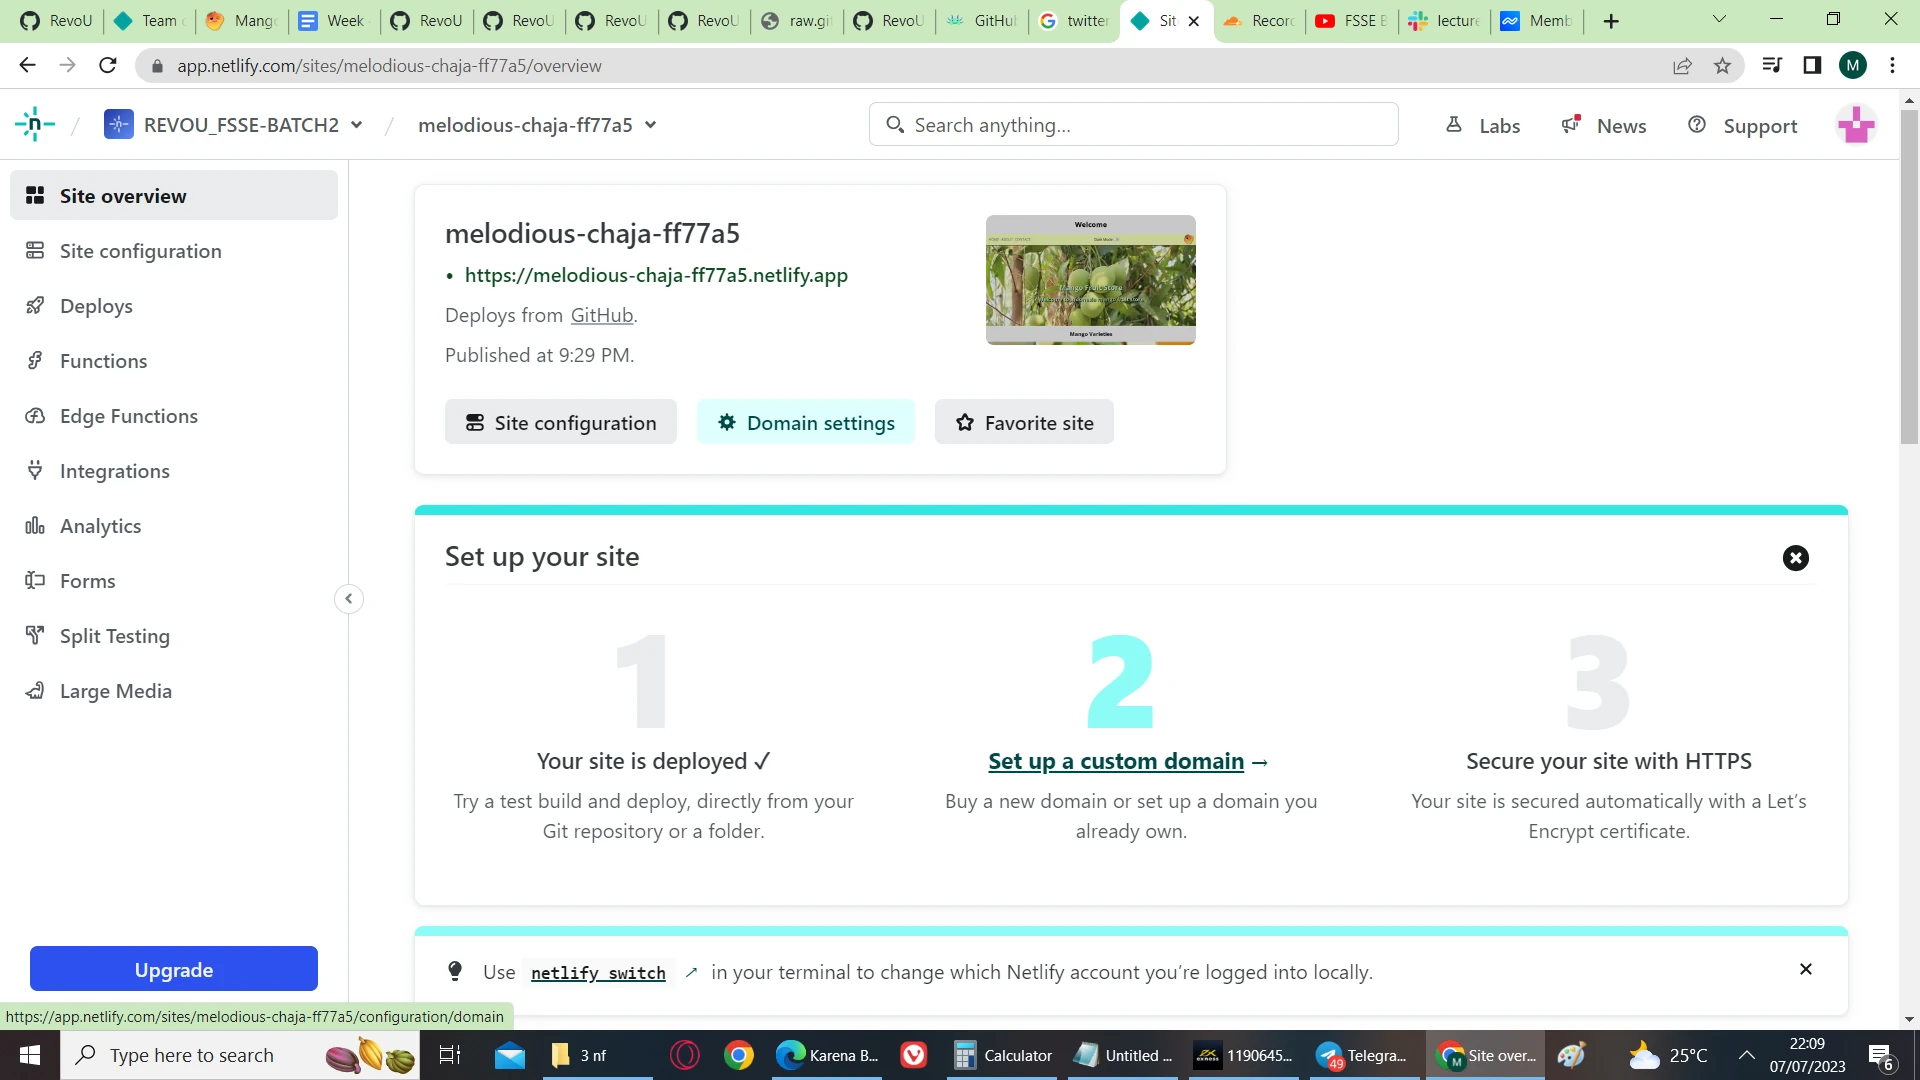 RevoU
Team
Mang
Week
RevoU
RevoU
RevoU
RevoU
raw.gi
RevoU
GitHub
twitter
Sit
Record
FSSE B
lecture
Memb
app.netlify.com/sites/melodious-chaja-ff77a5/overview
M
n
REVOU_FSSE-BATCH2
melodious-chaja-ff77a5
Search anything...
Labs
News
Support
Site overview
Site configuration
Deploys
Functions
Edge Functions
Integrations
Analytics
Forms
Split Testing
Large Media
Upgrade
melodious-chaja-ff77a5
• https://melodious-chaja-ff77a5.netlify.app
Deploys from GitHub.
Published at 9:29 PM.
Welcome
HOME ABOUT CONTACT
Dark Mode
Mango Fruit Store
Mango Varieties
Site configuration
Domain settings
Favorite site
Set up your site
1
Your site is deployed ✓
Try a test build and deploy, directly from your
Git repository or a folder.
2
Set up a custom domain →
Buy a new domain or set up a domain you
already own.
3
Secure your site with HTTPS
Your site is secured automatically with a Let’s
Encrypt certificate.
Use netlify switch ↗ in your terminal to change which Netlify account you’re logged into locally.
https://app.netlify.com/sites/melodious-chaja-ff77a5/configuration/domain
Type here to search
3 nf
Karena B...
Calculator
Untitled ...
1190645...
49
Telegra...
M
Site over...
25°C
22:09
07/07/2023
6